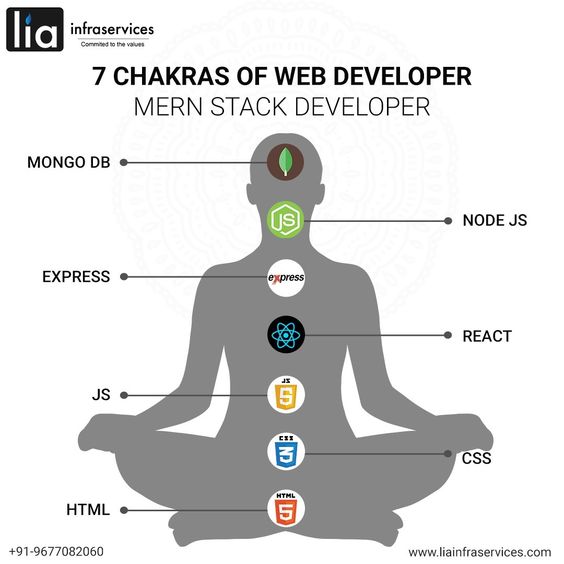 lia infraservices
Commited to the values
7 CHAKRAS OF WEB DEVELOPER
MERN STACK DEVELOPER
MONGO DB
JS
NODE JS
EXPRESS
express
REACT
JS
JS
5
CSS
3
CSS
HTML
HTML
5
+91-9677082060
www.liainfraservices.com